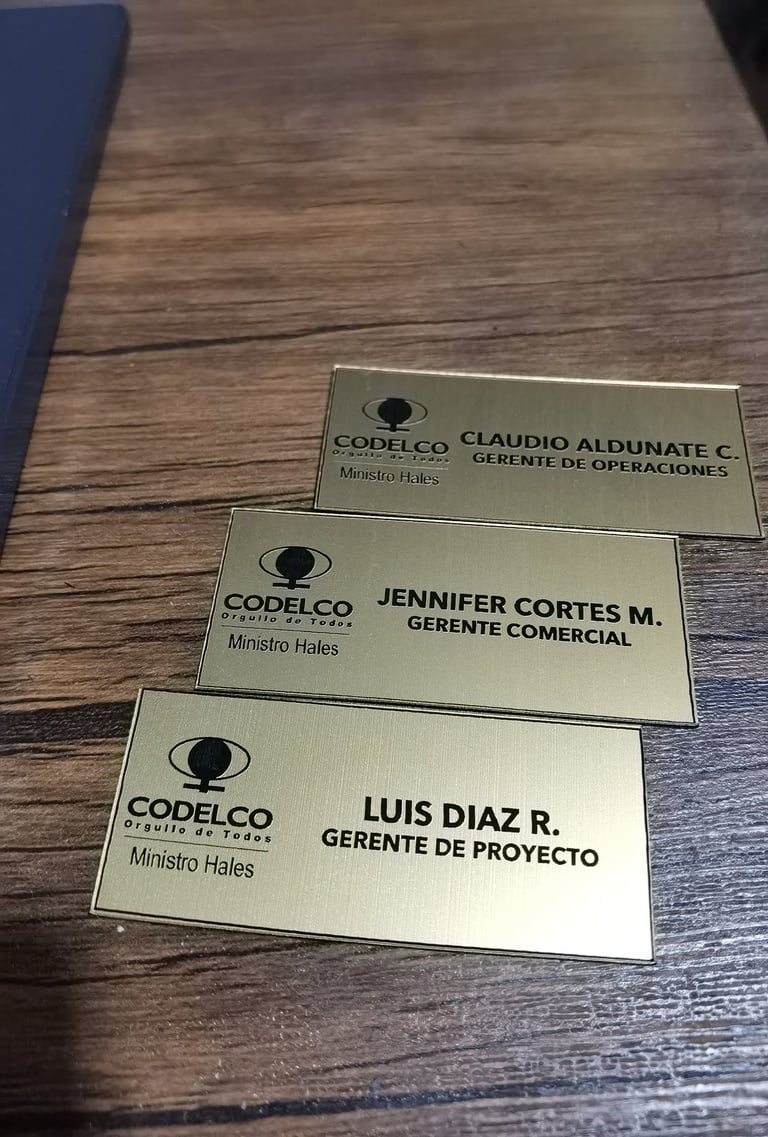 CODELCO
Orgullo de Todos
Ministro Hales
CLAUDIO ALDUNATE C.
GERENTE DE OPERACIONES
CODELCO
Orgullo de Todos
Ministro Hales
JENNIFER CORTES M.
GERENTE COMERCIAL
CODELCO
Orgullo de Todos
Ministro Hales
LUIS DIAZ R.
GERENTE DE PROYECTO